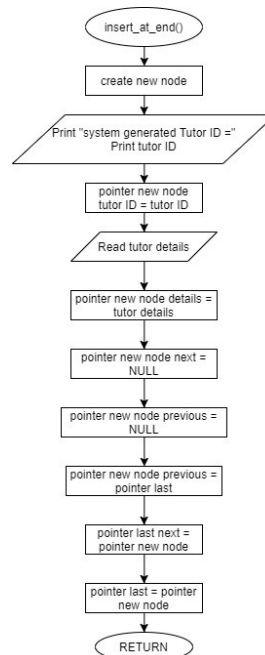 insert_at_end()
create new node
Print "system generated Tutor ID ="
Print tutor ID
pointer new node
tutor ID = tutor ID
Read tutor details
pointer new node details =
tutor details
pointer new node next =
NULL
pointer new node previous =
NULL
pointer new node previous =
pointer last
pointer last next =
pointer new node
pointer last = pointer
new node
RETURN